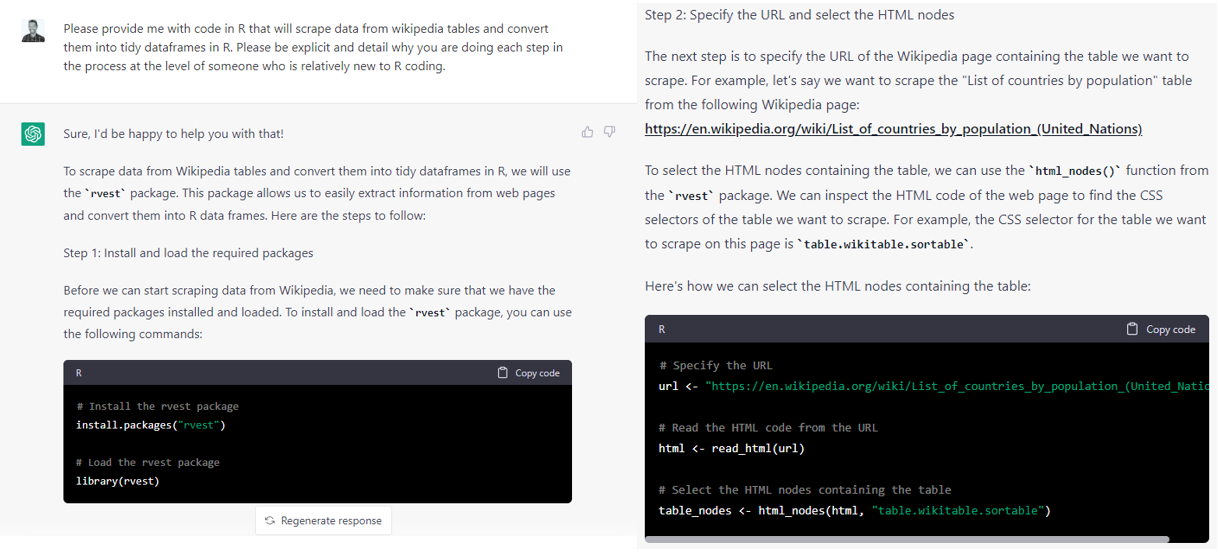 Please provide me with code in R that will scrape data from wikipedia tables and convert
them into tidy dataframes in R. Please be explicit and detail why you are doing each step in
the process at the level of someone who is relatively new to R coding.
Sure, I'd be happy to help you with that!
To scrape data from Wikipedia tables and convert them into tidy dataframes in R, we will use
the `rvest` package. This package allows us to easily extract information from web pages
and convert them into R data frames. Here are the steps to follow:
Step 1: Install and load the required packages
Before we can start scraping data from Wikipedia, we need to make sure that we have the
required packages installed and loaded. To install and load the `rvest` package, you can use
the following commands:
R
Copy code
# Install the rvest package
install.packages("rvest")
# Load the rvest package
library(rvest)
Regenerate response
Step 2: Specify the URL and select the HTML nodes
The next step is to specify the URL of the Wikipedia page containing the table we want to
scrape. For example, let's say we want to scrape the "List of countries by population" table
from the following Wikipedia page:
https://en.wikipedia.org/wiki/List_of_countries_by_population_(United_Nations)
To select the HTML nodes containing the table, we can use the `html_nodes()` function from
the `rvest` package. We can inspect the HTML code of the web page to find the CSS
selectors of the table we want to scrape. For example, the CSS selector for the table we want
to scrape on this page is `table.wikitable.sortable`.
Here's how we can select the HTML nodes containing the table:
R
Copy code
# Specify the URL
url <- "https://en.wikipedia.org/wiki/List_of_countries_by_population_(United_Natio
# Read the HTML code from the URL
html <- read_html(url)
# Select the HTML nodes containing the table
table_nodes <- html_nodes(html, "table.wikitable.sortable")